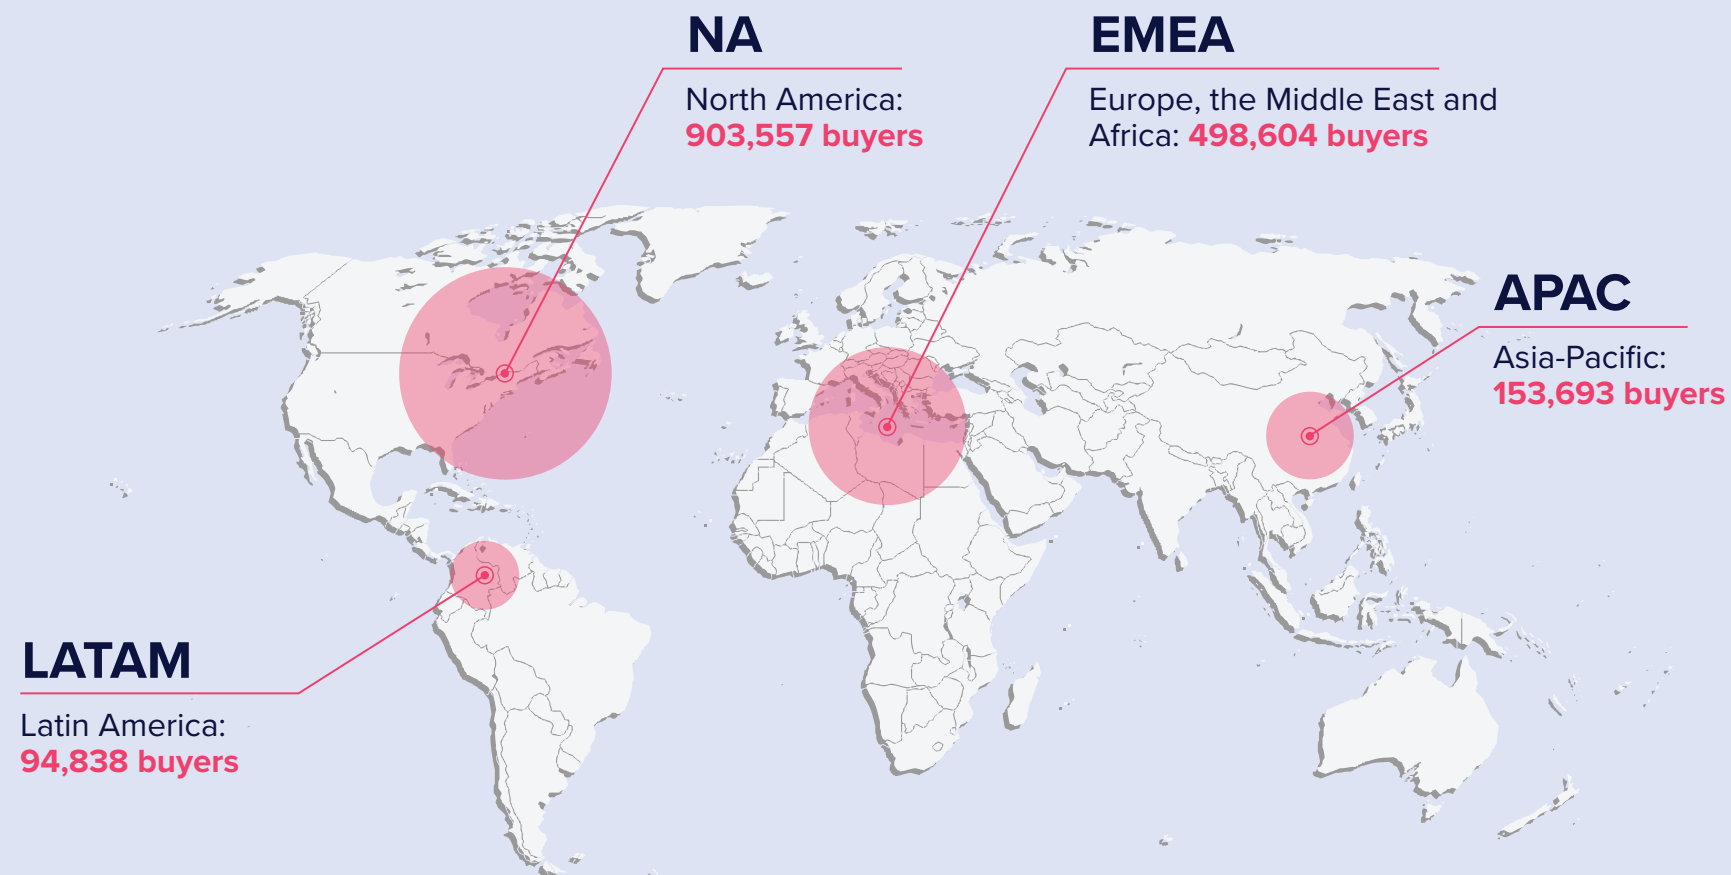 NA
North America:
903,557 buyers
EMEA
Europe, the Middle East and
Africa: 498,604 buyers
APAC
Asia-Pacific:
153,693 buyers
LATAM
Latin America:
94,838 buyers